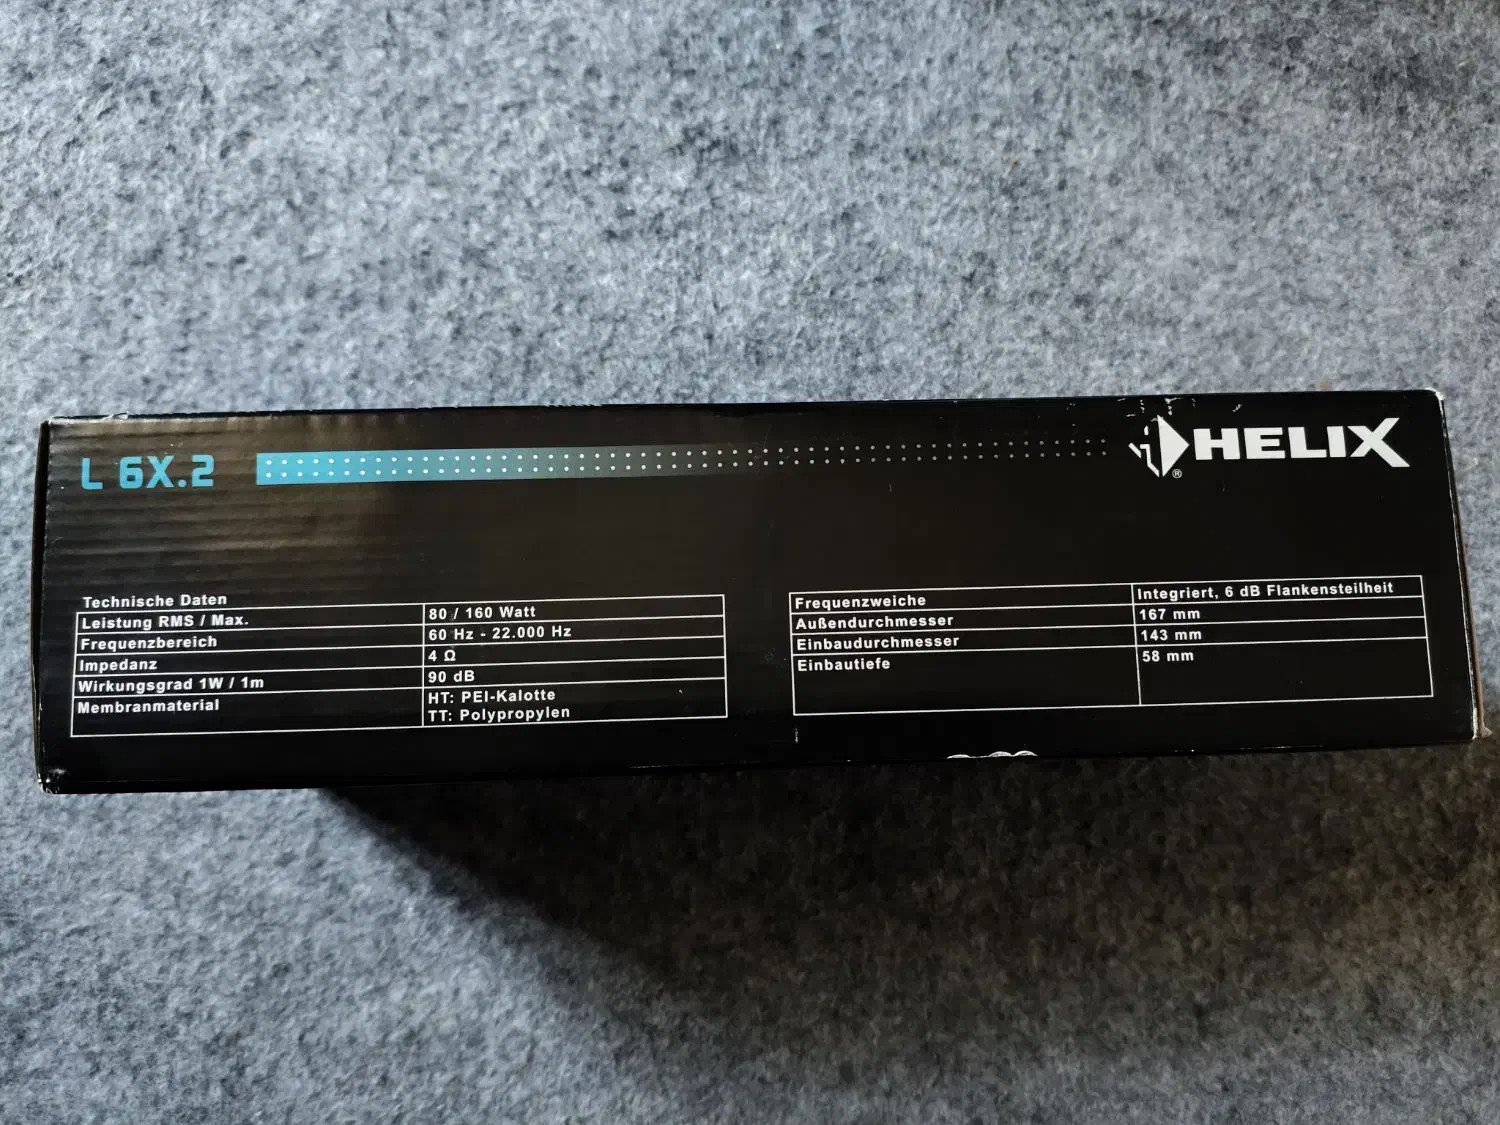 L 6X.2
HELIX
®
Technische Daten
Leistung RMS / Max. 80 / 160 Watt
Frequenzbereich 60 Hz - 22.000 Hz
Impedanz 4 Ω
Wirkungsgrad 1W / 1m 90 dB
Membranmaterial HT: PEI-Kalotte
TT: Polypropylen
Frequenzweiche Integriert, 6 dB Flankensteilheit
Außendurchmesser 167 mm
Einbaudurchmesser 143 mm
Einbautiefe 58 mm